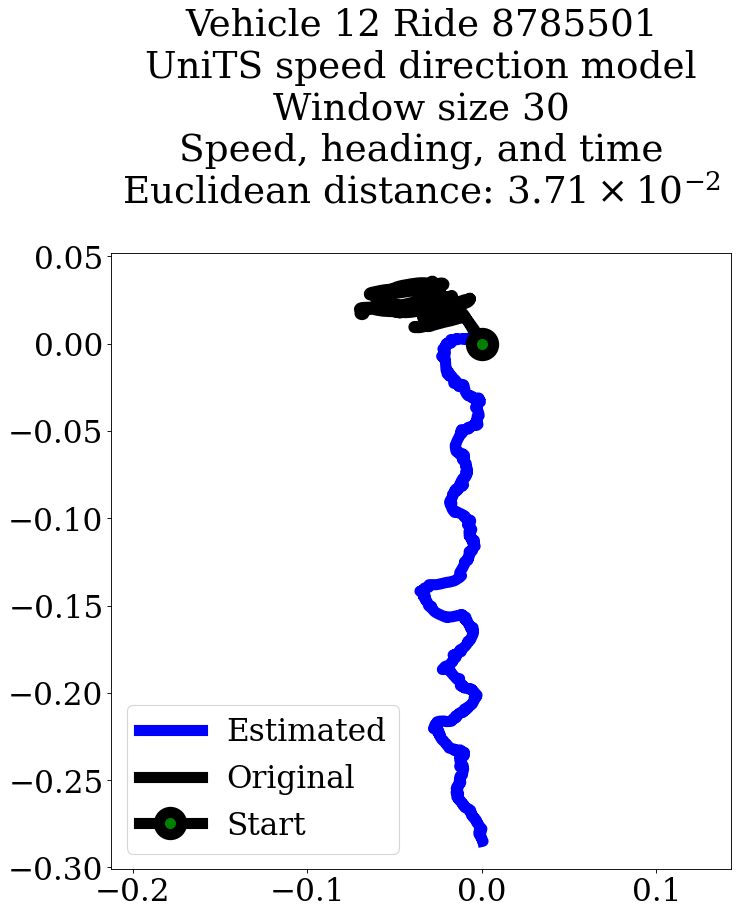 Vehicle 12 Ride 8785501
UniTS speed direction model
Window size 30
Speed, heading, and time
Euclidean distance: 3.71 × 10⁻²
0.05
0.00
−0.05
−0.10
−0.15
−0.20
−0.25
−0.30
Estimated
Original
Start
−0.2
−0.1
0.0
0.1